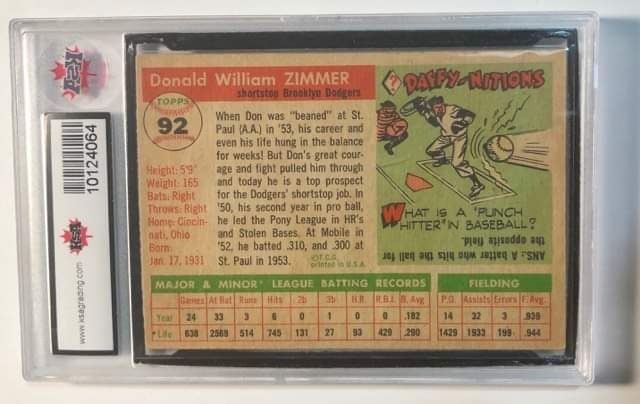 KSA
10124064
KSA
www.ksagrading.com
Donald William ZIMMER
shortstop Brooklyn Dodgers
TOPPS
92
Height: 5'9"
Weight: 165
Bats: Right
Throws: Right
Home: Cincin-
nati, Ohio
Born:
Jan. 17, 1931
When Don was "beaned" at St.
Paul (A.A.) in '53, his career and
even his life hung in the balance
for weeks! But Don's great cour-
age and fight pulled him through
and today he is a top prospect
for the Dodgers' shortstop job. In
'50, his second year in pro ball,
he led the Pony League in HR's
and Stolen Bases. At Mobile in
'52, he batted .310, and .300 at
St. Paul in 1953.
©T.C.G.
printed in U.S.A.
? DAFFY-NITIONS
WHAT IS A "PUNCH
HITTER" IN BASEBALL?
ANS.: A batter who hits the ball for
the opposite field.
MAJOR & MINOR LEAGUE BATTING RECORDS FIELDING
Games At Bat Runs Hits 2b 3b H.R. R.B.I. B. Avg. P.O. Assists Errors F. Avg.
Year 24 33 3 6 0 1 0 4 .182 14 32 3 .939
*Life 638 2569 514 745 131 27 93 429 .290 1429 1933 199 .944